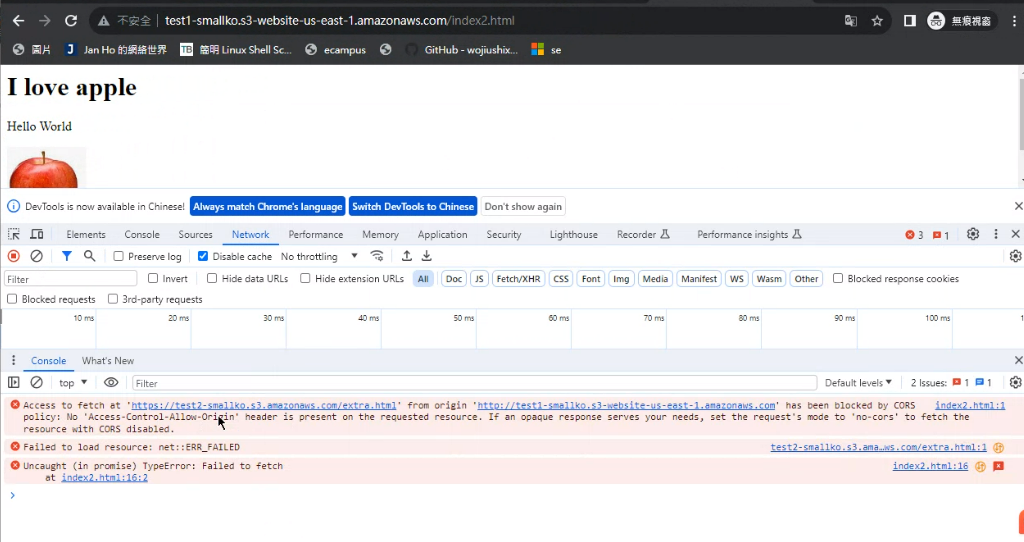 不安全 | test1-smallko.s3-website-us-east-1.amazonaws.com/index2.html
無痕視窗
圖片 J Jan Ho 的網絡世界 TB 簡明 Linux Shell Sc... ecampus GitHub - wojiushix... se
I love apple
Hello World
DevTools is now available in Chinese! Always match Chrome's language Switch DevTools to Chinese Don't show again
Elements Console Sources Network Performance Memory Application Security Lighthouse Recorder Performance insights 3 1
Preserve log Disable cache No throttling
Filter Invert Hide data URLs Hide extension URLs All Doc JS Fetch/XHR CSS Font Img Media Manifest WS Wasm Other Blocked response cookies
Blocked requests 3rd-party requests
10 ms 20 ms 30 ms 40 ms 50 ms 60 ms 70 ms 80 ms 90 ms 100 ms 1
Console What's New
top Filter Default levels 2 Issues: 1 1
Access to fetch at 'https://test2-smallko.s3.amazonaws.com/extra.html' from origin 'http://test1-smallko.s3-website-us-east-1.amazonaws.com' has been blocked by CORS index2.html:1
policy: No 'Access-Control-Allow-Origin' header is present on the requested resource. If an opaque response serves your needs, set the request's mode to 'no-cors' to fetch the
resource with CORS disabled.
Failed to load resource: net::ERR_FAILED test2-smallko.s3.ama…ws.com/extra.html:1
Uncaught (in promise) TypeError: Failed to fetch index2.html:16
at index2.html:16:2